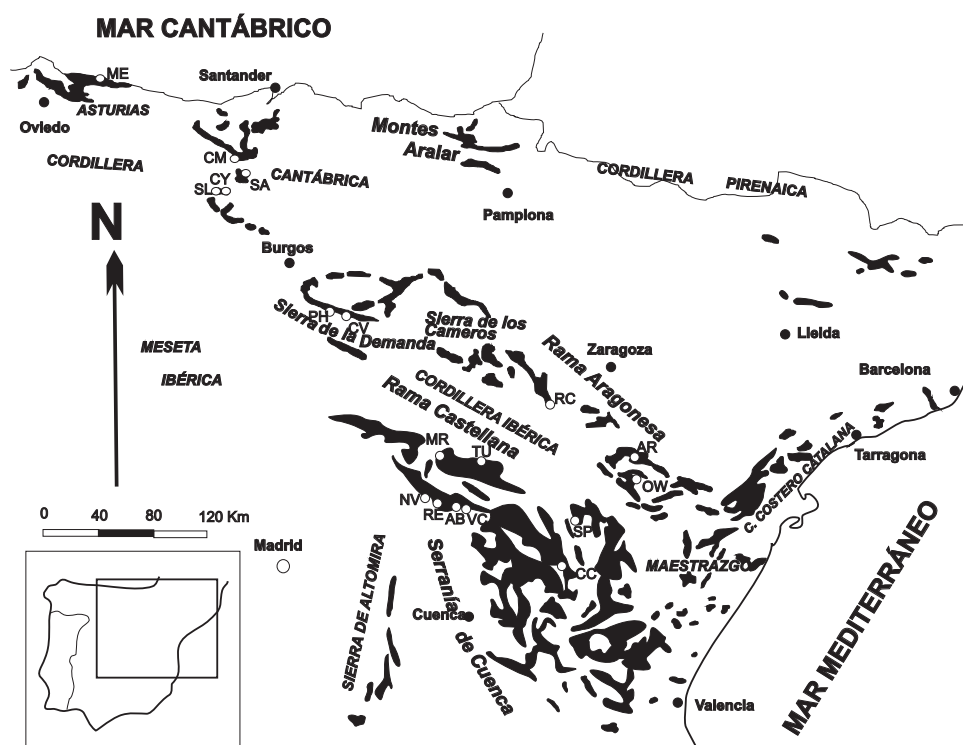 MAR CANTÁBRICO
ME
Santander
ASTURIAS
Oviedo
Montes
Aralar
CORDILLERA
CM
CANTÁBRICA
CY
SA
SL
CORDILLERA
PIRENAICA
Pamplona
N
Burgos
PH
CV
Sierra de la Demanda
Sierra de los
Cameros
Lleida
MESETA
IBÉRICA
Zaragoza
Rama Aragonesa
Barcelona
CORDILLERA IBÉRICA
Rama Castellana
RC
MR
TU
AR
OW
Tarragona
C. COSTERO CATALANA
NV
RE
AB
VC
SP
0
40
80
120 Km
Madrid
CC
MAESTRAZGO
SIERRA DE ALTOMIRA
Serranía
de Cuenca
Cuenca
MAR MEDITERRÁNEO
Valencia